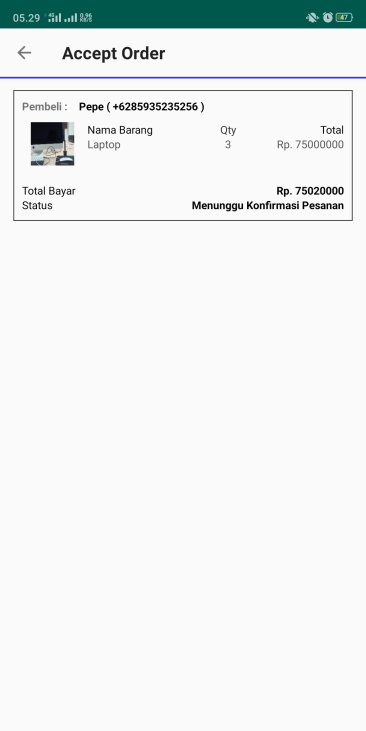 05.29
47
Accept Order
Pembeli : Pepe ( +6285935235256 )
Nama Barang Qty Total
Laptop 3 Rp. 75000000
Total Bayar Rp. 75020000
Status Menunggu Konfirmasi Pesanan